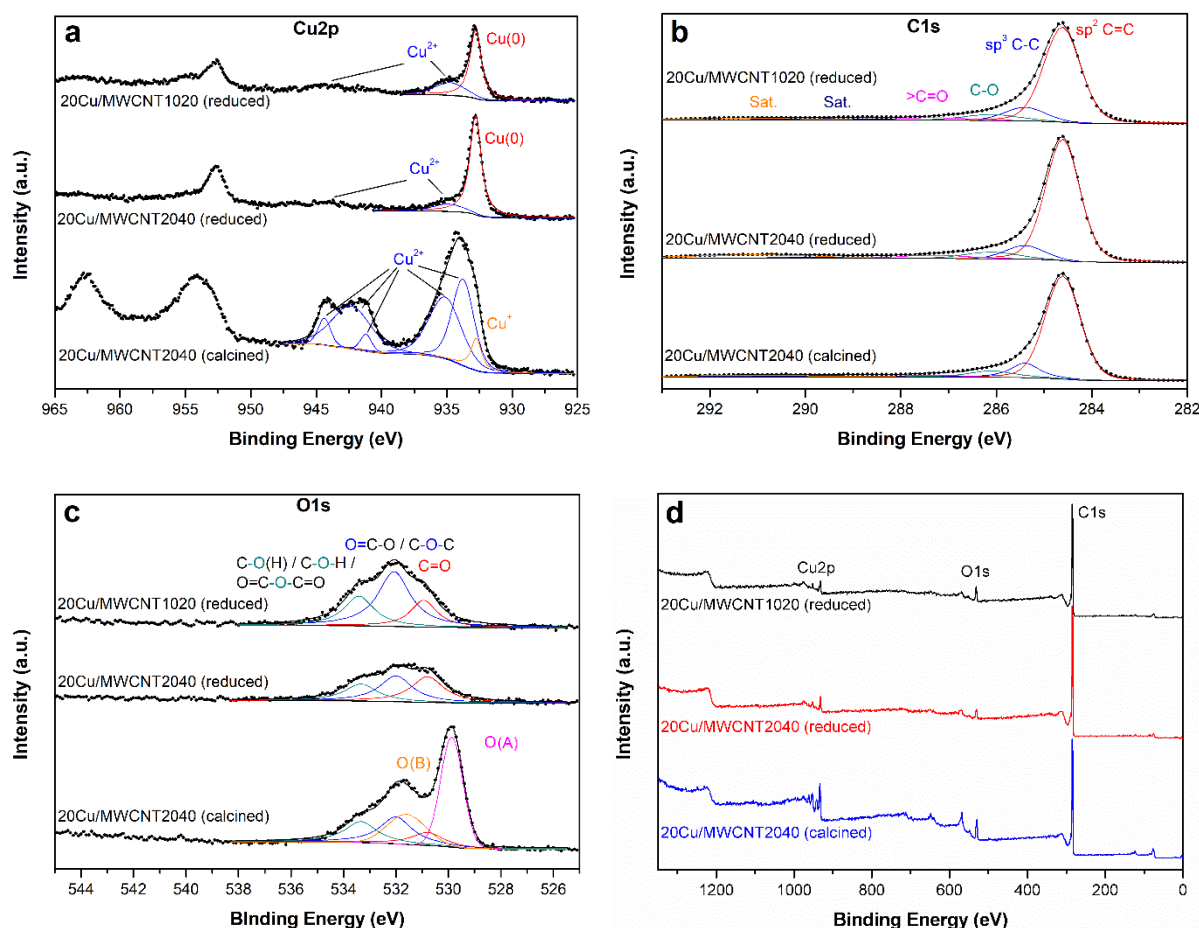 a
Cu2p
Cu²⁺
Cu(0)
20Cu/MWCNT1020 (reduced)
Cu²⁺
Cu(0)
20Cu/MWCNT2040 (reduced)
Cu²⁺
Cu⁺
20Cu/MWCNT2040 (calcined)
Intensity (a.u.)
965 960 955 950 945 940 935 930 925
Binding Energy (eV)
b
C1s
sp² C=C
sp³ C-C
20Cu/MWCNT1020 (reduced)
C-O
>C=O
Sat. Sat.
20Cu/MWCNT2040 (reduced)
20Cu/MWCNT2040 (calcined)
Intensity (a.u.)
292 290 288 286 284 282
Binding Energy (eV)
c
O1s
O=C-O / C-O-C
C-O(H) / C-O-H /
C=O
O=C-O-C=O
20Cu/MWCNT1020 (reduced)
20Cu/MWCNT2040 (reduced)
O(A)
O(B)
20Cu/MWCNT2040 (calcined)
Intensity (a.u.)
544 542 540 538 536 534 532 530 528 526
BInding Energy (eV)
d
C1s
Cu2p
O1s
20Cu/MWCNT1020 (reduced)
20Cu/MWCNT2040 (reduced)
20Cu/MWCNT2040 (calcined)
Intensity (a.u.)
1200 1000 800 600 400 200 0
Binding Energy (eV)